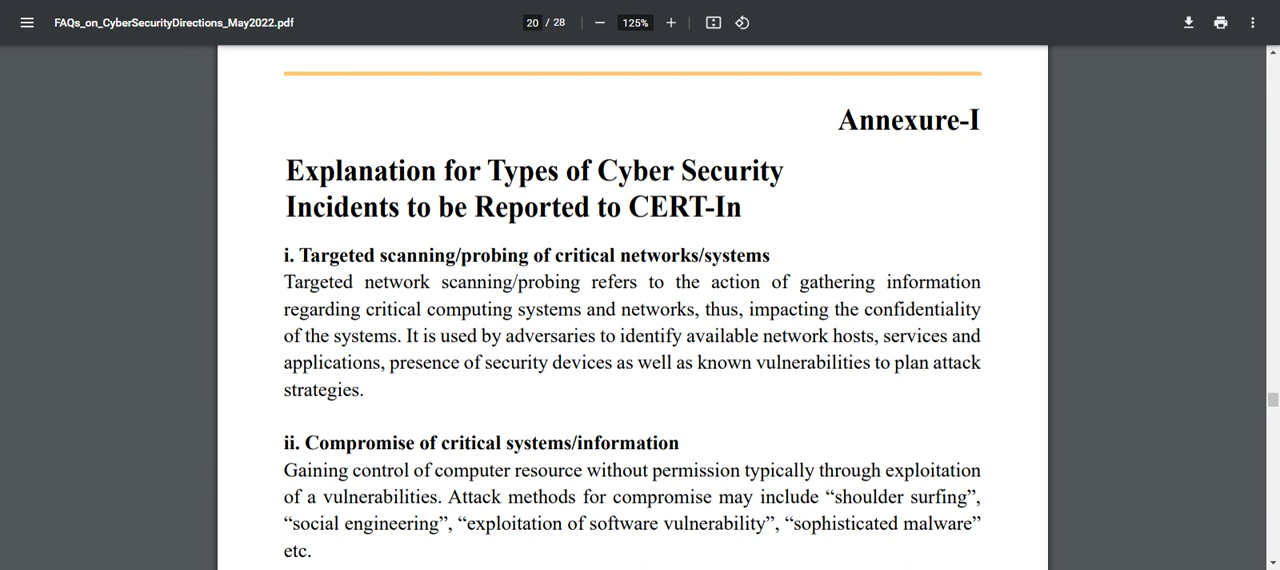 FAQs_on_CyberSecurityDirections_May2022.pdf
20 / 28
125%
Annexure-I
Explanation for Types of Cyber Security
Incidents to be Reported to CERT-In
i. Targeted scanning/probing of critical networks/systems
Targeted network scanning/probing refers to the action of gathering information
regarding critical computing systems and networks, thus, impacting the confidentiality
of the systems. It is used by adversaries to identify available network hosts, services and
applications, presence of security devices as well as known vulnerabilities to plan attack
strategies.
ii. Compromise of critical systems/information
Gaining control of computer resource without permission typically through exploitation
of a vulnerabilities. Attack methods for compromise may include “shoulder surfing”,
“social engineering”, “exploitation of software vulnerability”, “sophisticated malware”
etc.